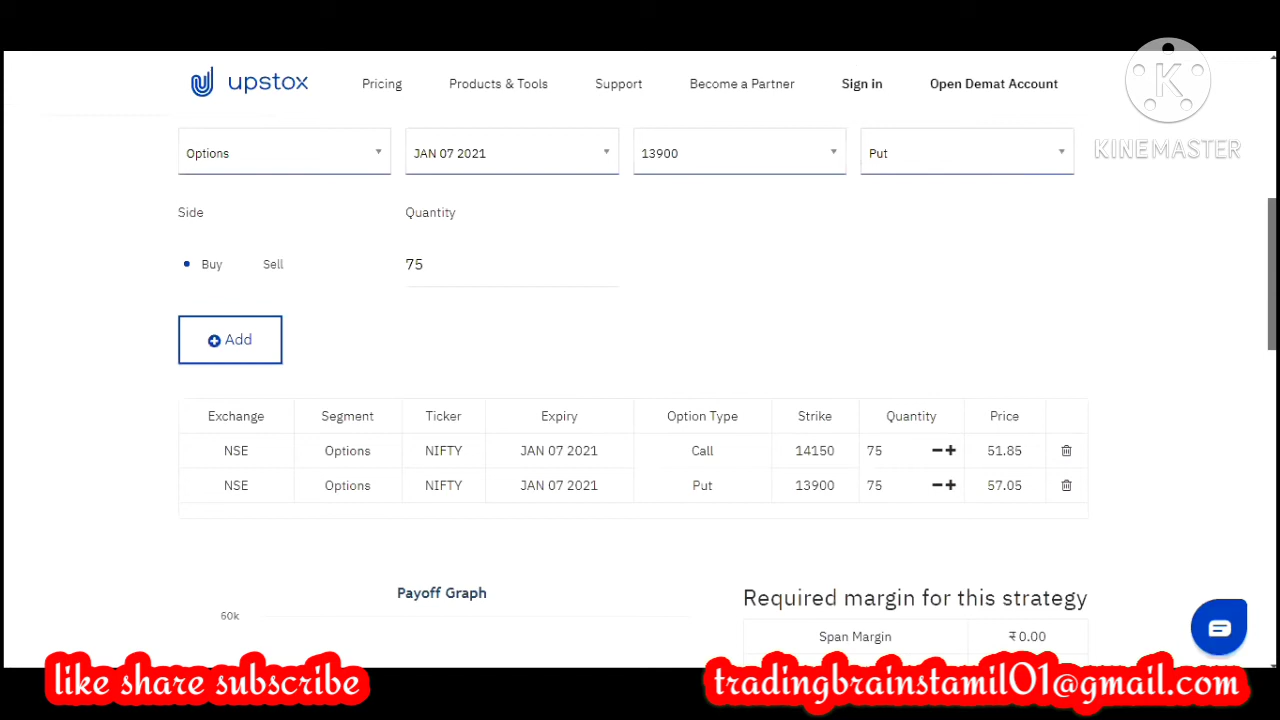 upstox Pricing Products & Tools Support Become a Partner Sign in Open Demat Account
K
KINEMASTER
Options JAN 07 2021 13900 Put
Side Quantity
Buy Sell 75
Add
Exchange Segment Ticker Expiry Option Type Strike Quantity Price
NSE Options NIFTY JAN 07 2021 Call 14150 75 51.85
NSE Options NIFTY JAN 07 2021 Put 13900 75 57.05
Payoff Graph
60k
Required margin for this strategy
Span Margin ₹ 0.00
like share subscribe
tradingbrainstamil01@gmail.com